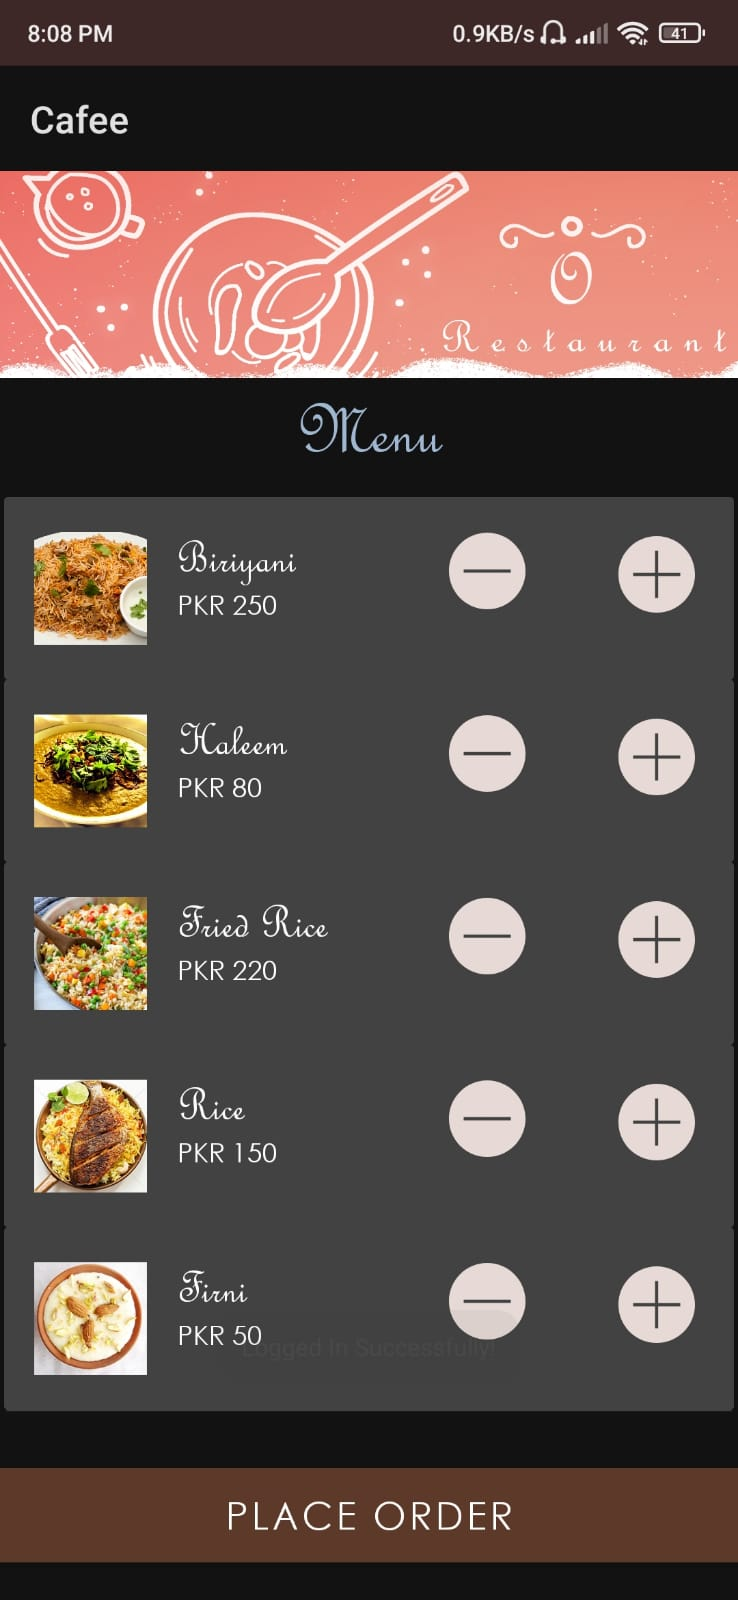 8:08 PM 0.9KB/s 41
Cafee
O
Restaurant
Menu
Biriyani
PKR 250
Haleem
PKR 80
Fried Rice
PKR 220
Rice
PKR 150
Firni
PKR 50
Logged In Successfully!
PLACE ORDER